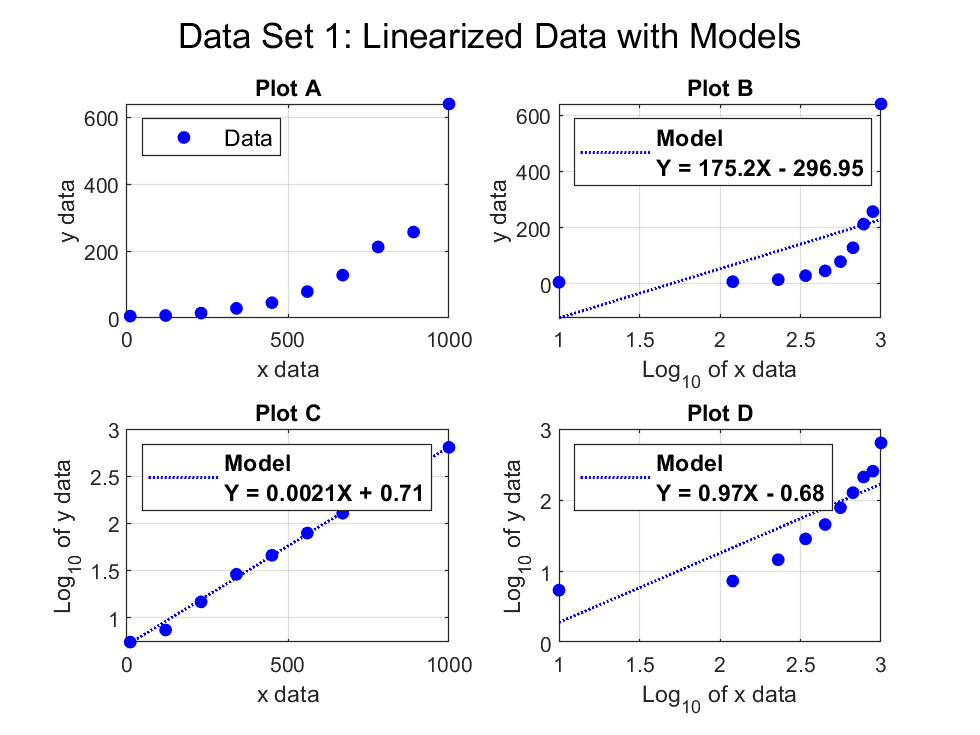 Data Set 1: Linearized Data with Models
Plot A
600
400
200
0
y data
Data
0 500 1000
x data
Plot B
600
400
200
0
y data
Model
Y = 175.2X - 296.95
1 1.5 2 2.5 3
Log10 of x data
Plot C
3
2.5
2
1.5
1
Log10 of y data
Model
Y = 0.0021X + 0.71
0 500 1000
x data
Plot D
3
2
1
0
Log10 of y data
Model
Y = 0.97X - 0.68
1 1.5 2 2.5 3
Log10 of x data